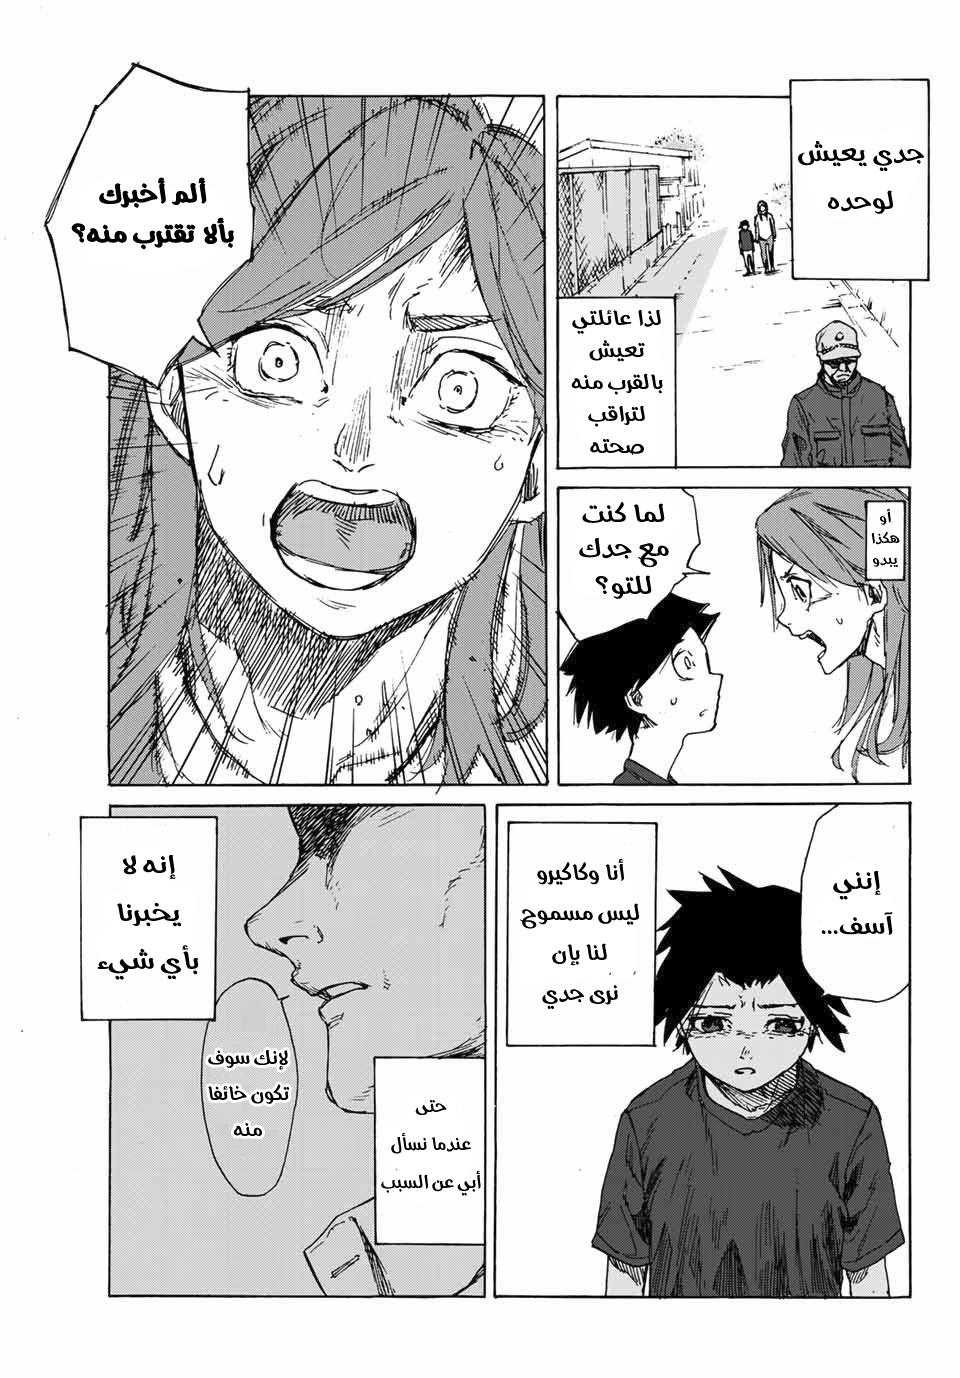 جدي يعيش
لوحده
لذا عائلتي
تعيش
بالقرب منه
لتراقب
صحته
ألم أخبرك
بألا تقترب منه؟
أو
هكذا
يبدو
لما كنت
مع جدك
للتو؟
إنني
آسف...
أنا وكاكيرو
ليس مسموح
لنا بإن
نرى جدي
إنه لا
يخبرنا
بأي شيء
حتى
عندما نسأل
أبي عن السبب
لإنك سوف
تكون خائفا
منه